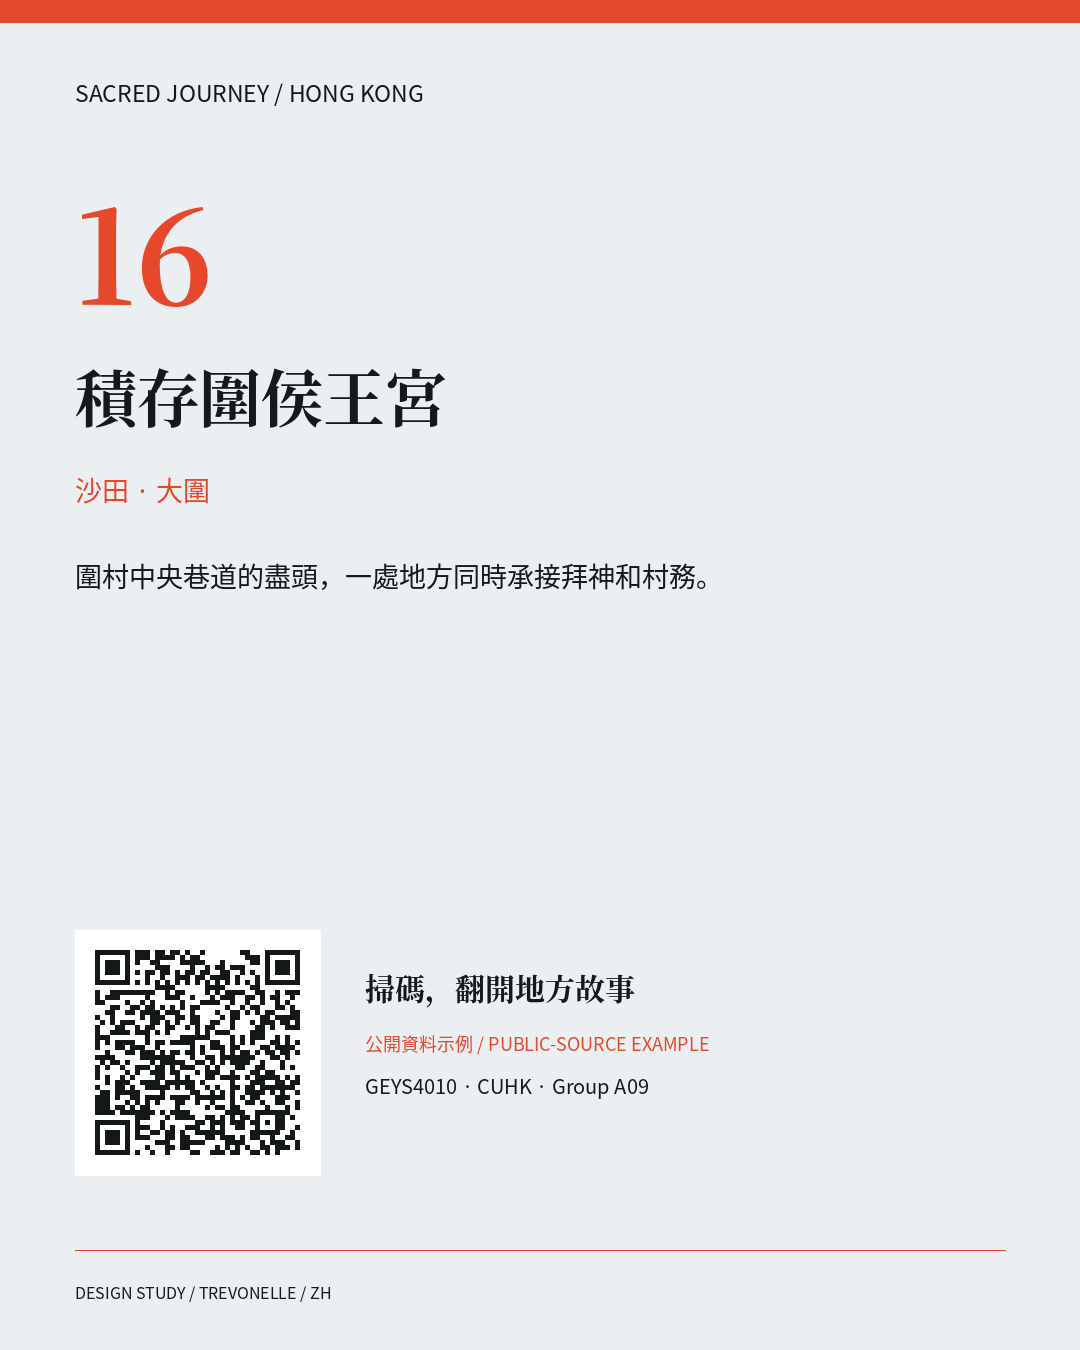 SACRED JOURNEY / HONG KONG
16
積存圍侯王宮
沙田 · 大圍
圍村中央巷道的盡頭，一處地方同時承接拜神和村務。
掃碼，翻開地方故事
公開資料示例 / PUBLIC-SOURCE EXAMPLE
GEYS4010 · CUHK · Group A09
DESIGN STUDY / TREVONELLE / ZH